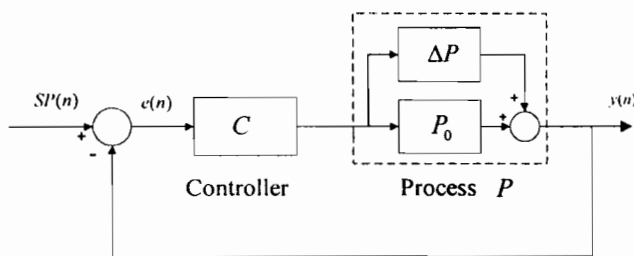 ΔP
SP(n)
e(n)
y(n)
+
-
C
P₀
+
+
Controller
Process P